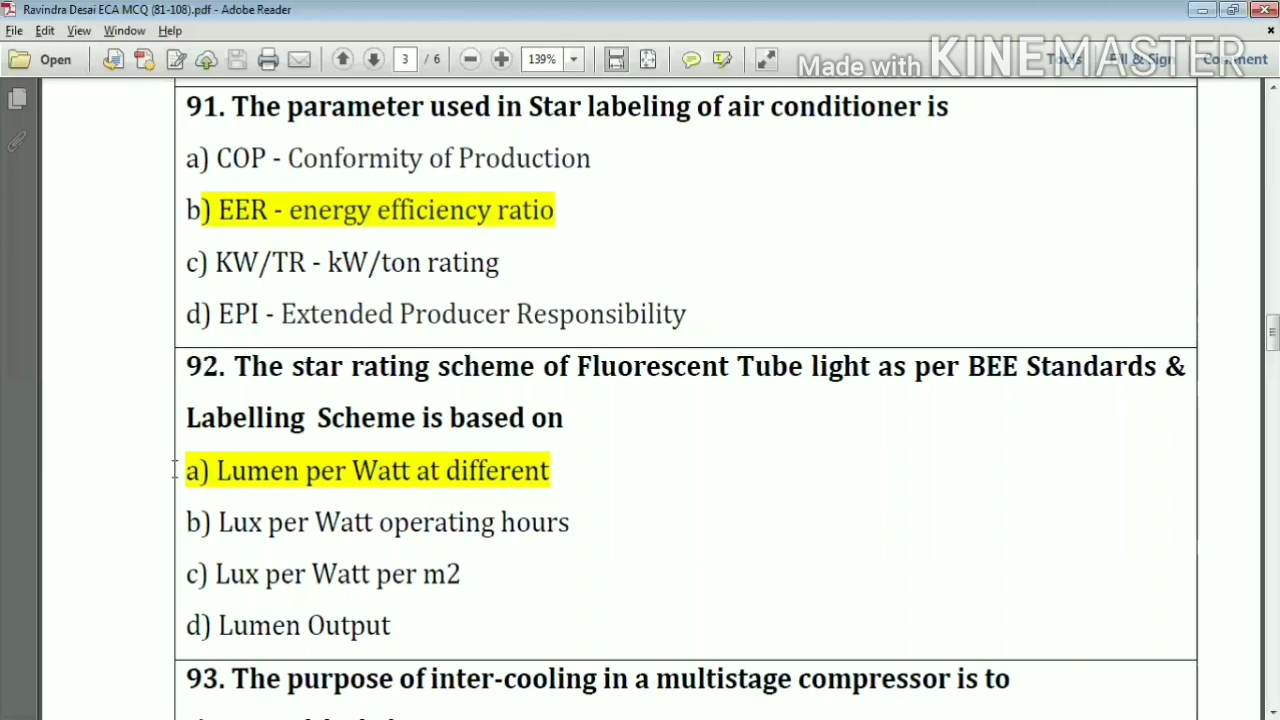 Ravindra Desai ECA MCQ (81-108).pdf - Adobe Reader
File Edit View Window Help
Open 3 / 6 139% Tools Fill & Sign Comment
Made with KINEMASTER
91. The parameter used in Star labeling of air conditioner is
a) COP - Conformity of Production
b) EER - energy efficiency ratio
c) KW/TR - kW/ton rating
d) EPI - Extended Producer Responsibility
92. The star rating scheme of Fluorescent Tube light as per BEE Standards &
Labelling Scheme is based on
a) Lumen per Watt at different
b) Lux per Watt operating hours
c) Lux per Watt per m2
d) Lumen Output
93. The purpose of inter-cooling in a multistage compressor is to